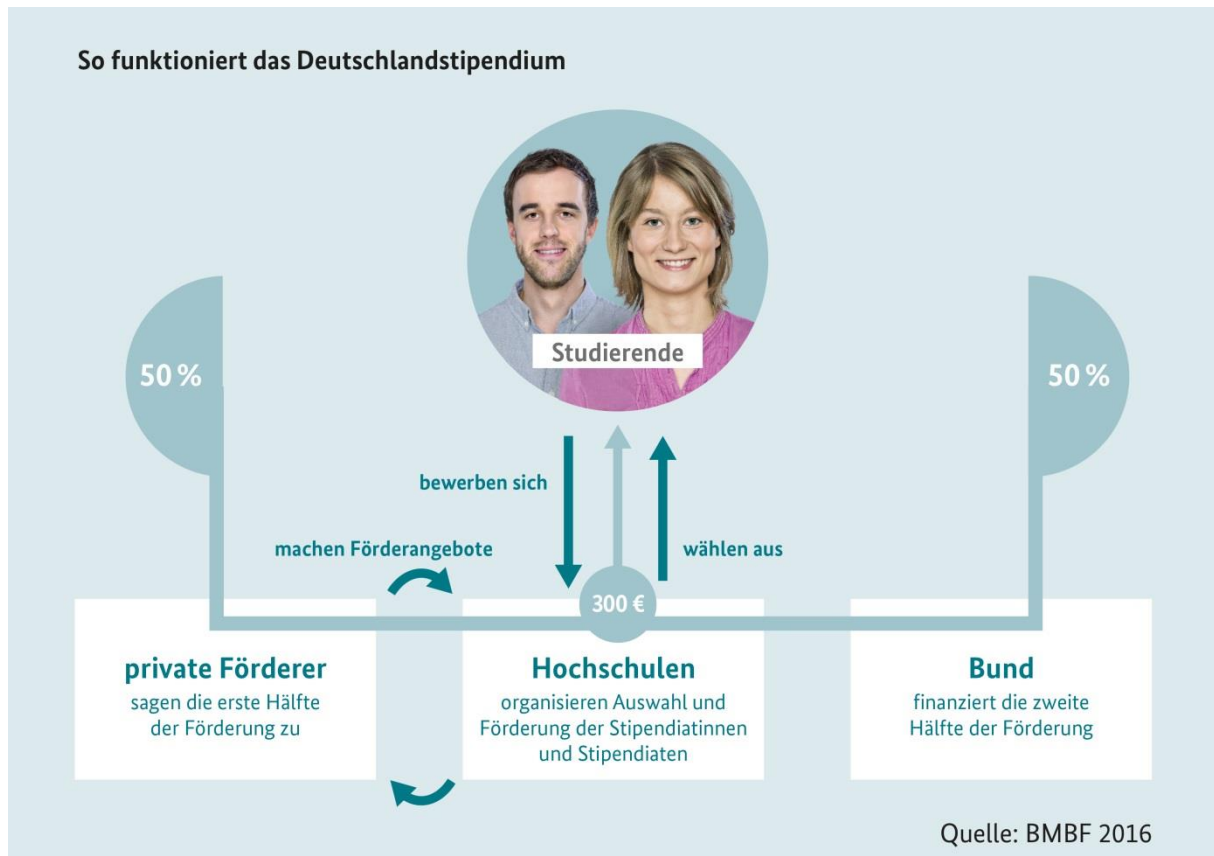 So funktioniert das Deutschlandstipendium
Studierende
50 %
50 %
bewerben sich
machen Förderangebote
wählen aus
300 €
private Förderer
sagen die erste Hälfte
der Förderung zu
Hochschulen
organisieren Auswahl und
Förderung der Stipendiatinnen
und Stipendiaten
Bund
finanziert die zweite
Hälfte der Förderung
Quelle: BMBF 2016